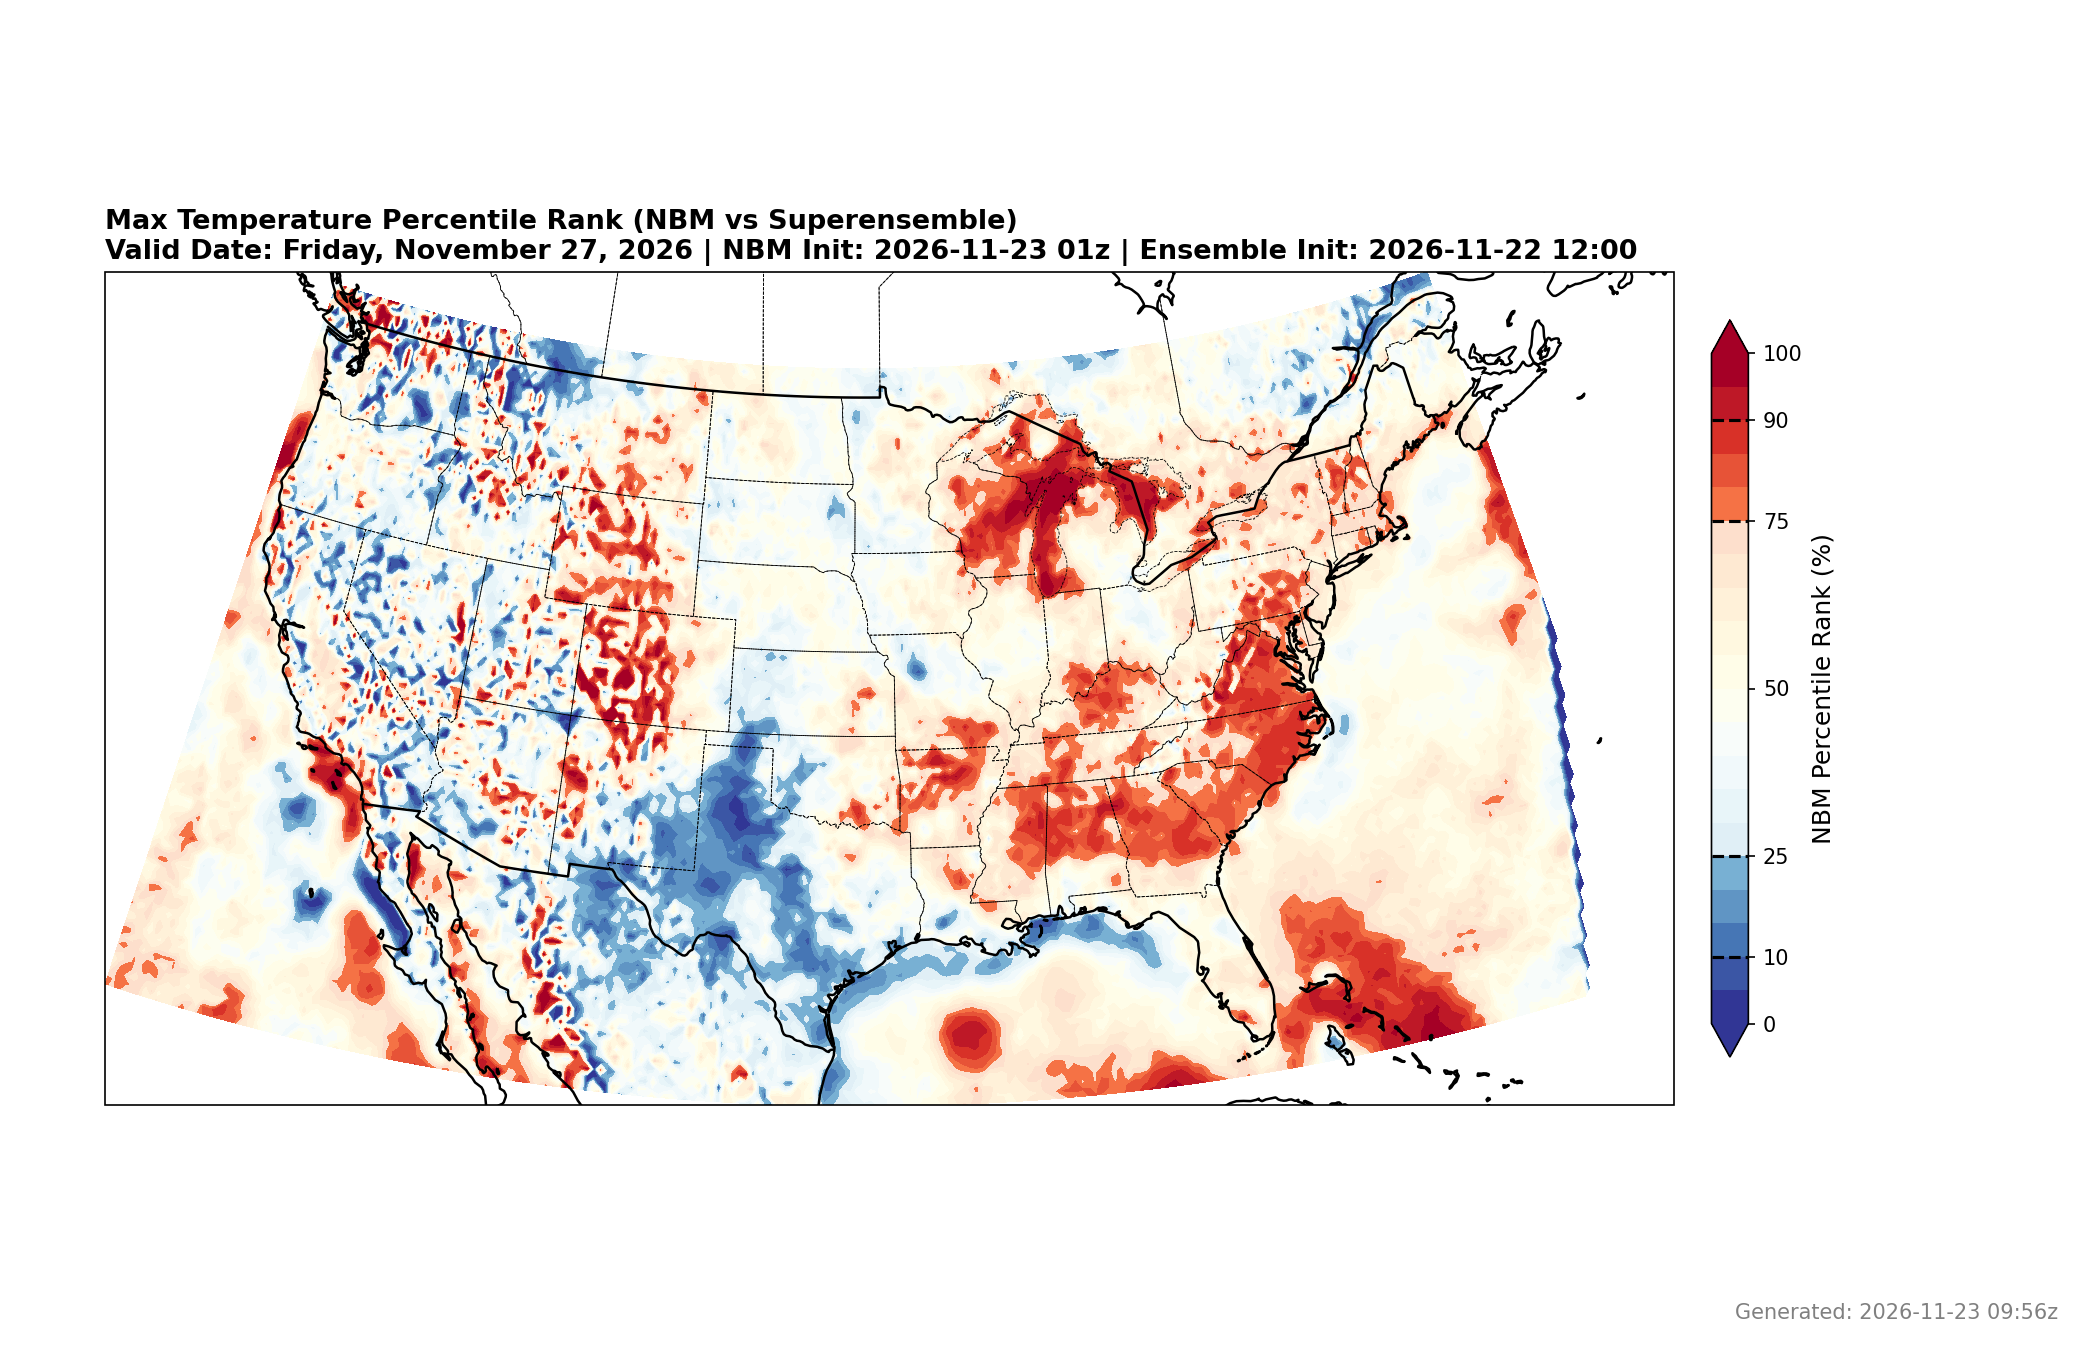 Max Temperature Percentile Rank (NBM vs Superensemble)
Valid Date: Friday, November 27, 2026 | NBM Init: 2026-11-23 01z | Ensemble Init: 2026-11-22 12:00
100
90
75
50
25
10
0
NBM Percentile Rank (%)
Generated: 2026-11-23 09:56z